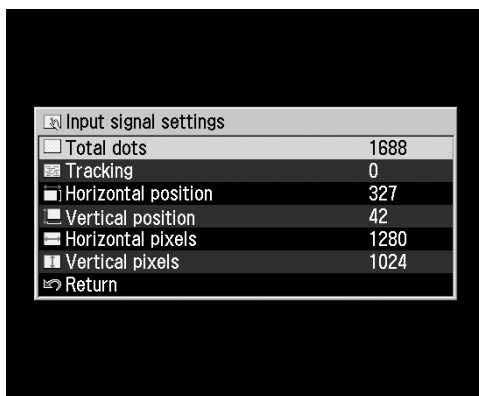 Input signal settings
Total dots 1688
Tracking 0
Horizontal position 327
Vertical position 42
Horizontal pixels 1280
Vertical pixels 1024
Return